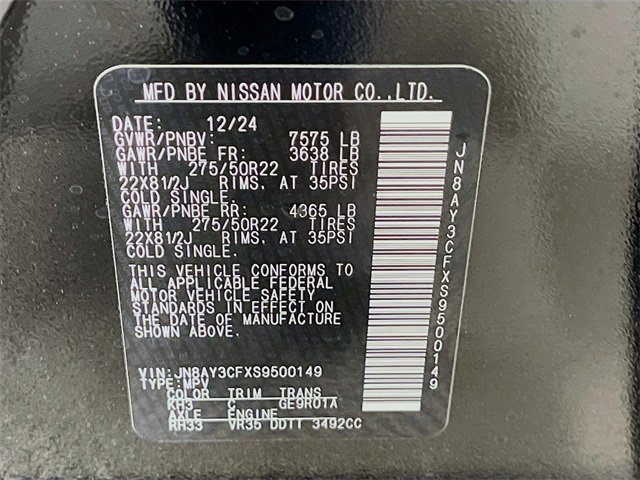 MFD BY NISSAN MOTOR CO.,LTD.
DATE: 12/24
GVWR/PNBV: 7575 LB
GAWR/PNBE FR: 3638 LB
WITH 275/50R22 TIRES
22X81/2J RIMS, AT 35PSI
COLD SINGLE.
GAWR/PNBE RR: 4365 LB
WITH 275/50R22 TIRES
22X81/2J RIMS, AT 35PSI
COLD SINGLE.
THIS VEHICLE CONFORMS TO
ALL APPLICABLE FEDERAL
MOTOR VEHICLE SAFETY
STANDARDS IN EFFECT ON
THE DATE OF MANUFACTURE
SHOWN ABOVE.
VIN:JN8AY3CFXS9500149
TYPE:MPV
COLOR TRIM TRANS
KH3 C GE9R01A
AXLE ENGINE
RH33 VR35 DDTT 3492CC
JN8AY3CFXS9500149